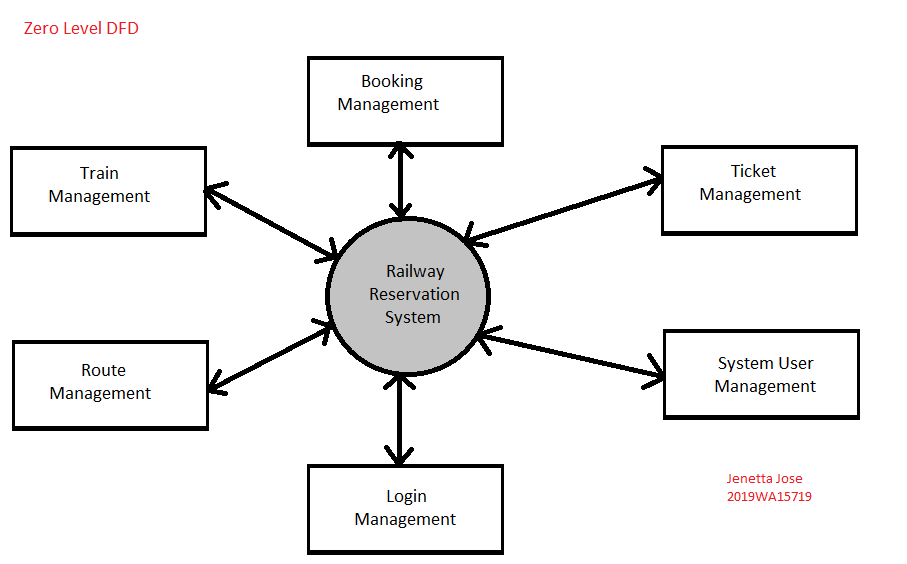 Zero Level DFD
Booking
Management
Train
Management
Ticket
Management
Railway
Reservation
System
Route
Management
System User
Management
Login
Management
Jenetta Jose
2019WA15719